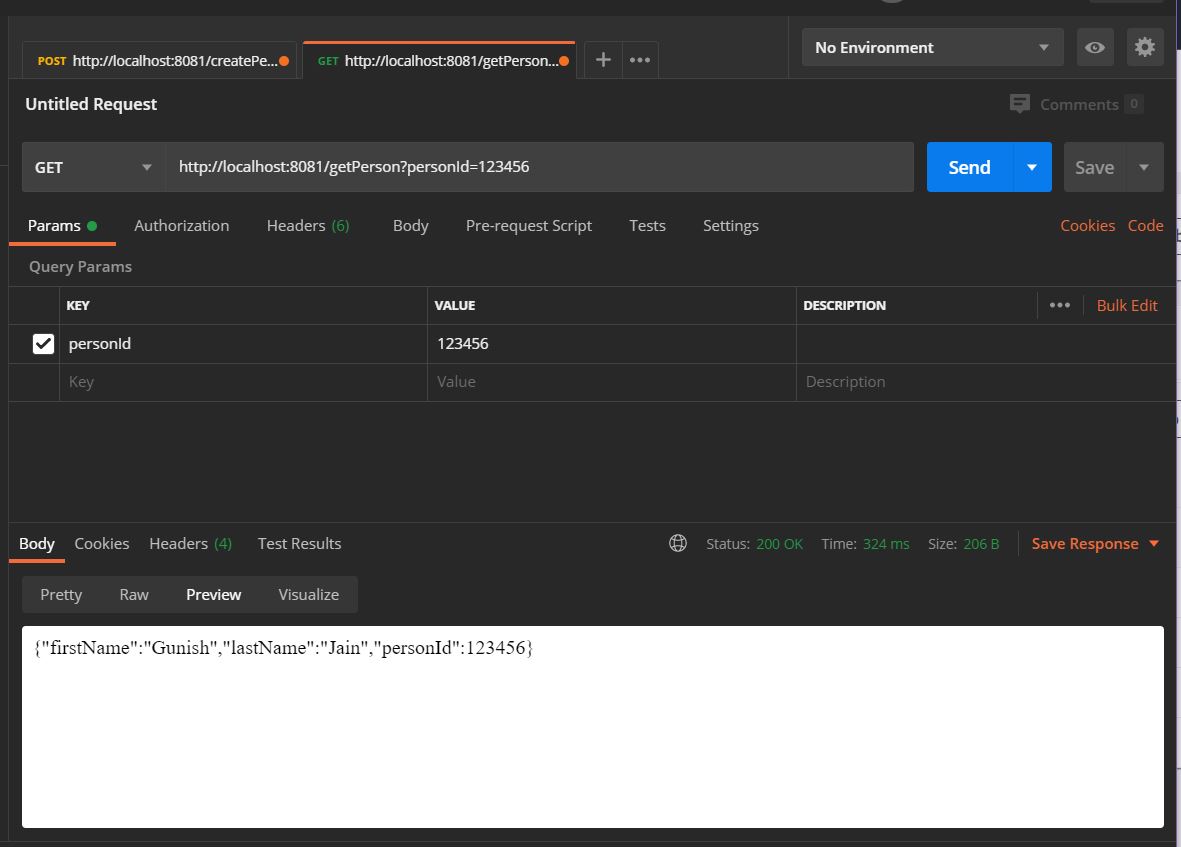 POST http://localhost:8081/createPe...
GET http://localhost:8081/getPerson...
No Environment
Untitled Request
Comments 0
GET http://localhost:8081/getPerson?personId=123456
Send
Save
Params Authorization Headers (6) Body Pre-request Script Tests Settings
Cookies Code
Query Params
KEY VALUE DESCRIPTION
Bulk Edit
personId 123456
Key Value Description
Body Cookies Headers (4) Test Results
Status: 200 OK Time: 324 ms Size: 206 B
Save Response
Pretty Raw Preview Visualize
{"firstName":"Gunish","lastName":"Jain","personId":123456}